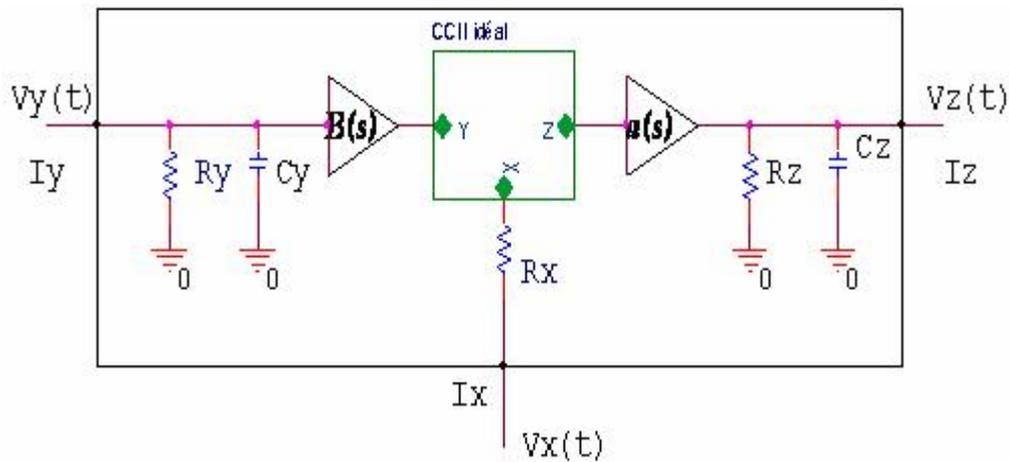 CCII idéal
Vy(t)
Vz(t)
B(s)
Y
Z
a(s)
Cz
X
Iy
Ry
Cy
Rz
Iz
Rx
0
0
0
0
Ix
Vx(t)